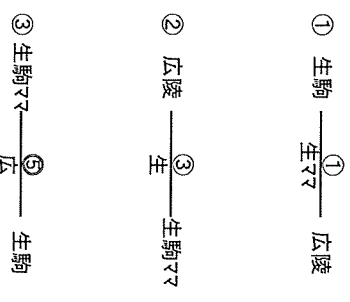 ① 生駒 ① 広陵
生ママ
② 広陵 ③ 生駒ママ
生
③ 生駒ママ ⑤ 生駒
広